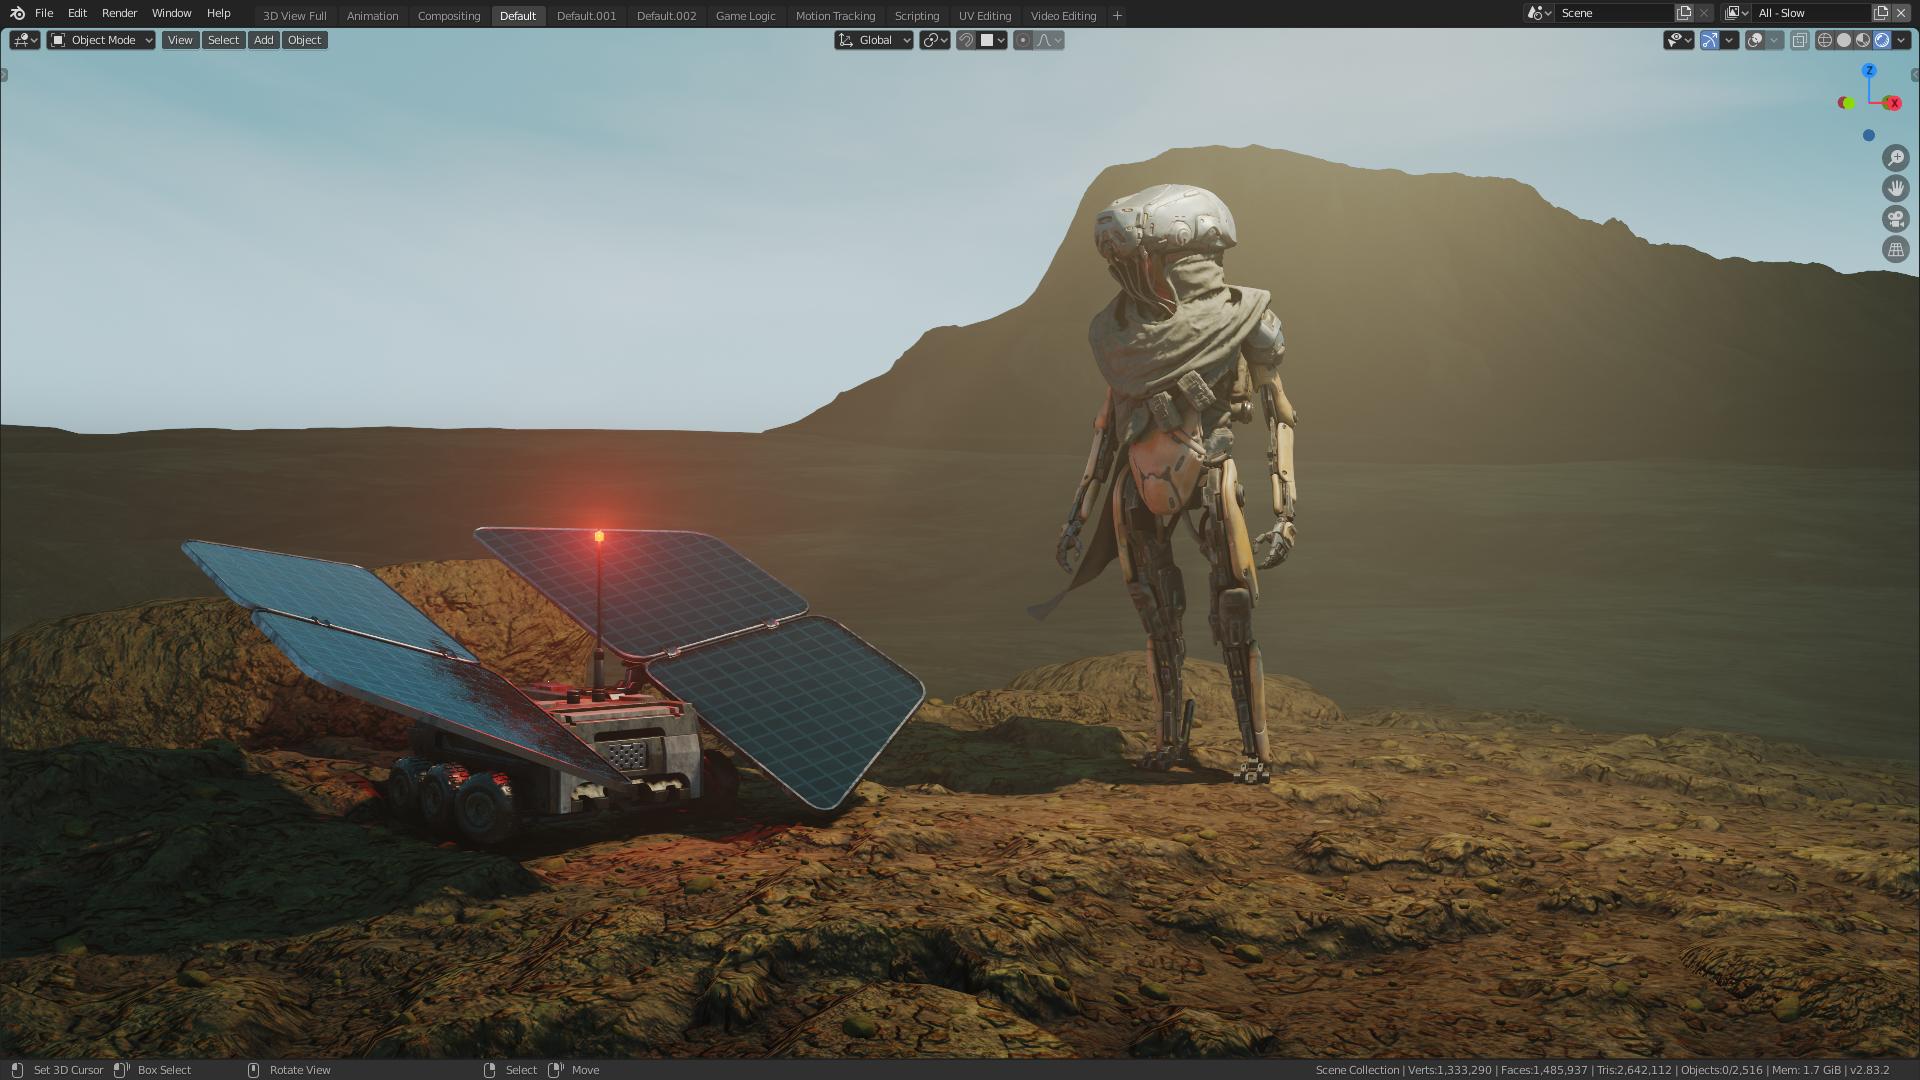 File Edit Render Window Help 3D View Full Animation Compositing Default Default.001 Default.002 Game Logic Motion Tracking Scripting UV Editing Video Editing + Scene All - Slow
Object Mode View Select Add Object Global
Z
X
Set 3D Cursor Box Select Rotate View Select Move Scene Collection | Verts:1,333,290 | Faces:1,485,937 | Tris:2,642,112 | Objects:0/2,516 | Mem: 1.7 GiB | v2.83.2